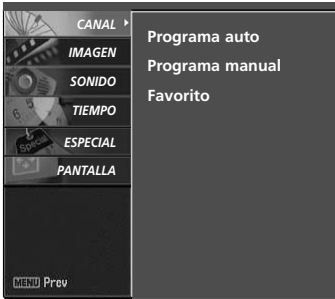 CANAL
IMAGEN
SONIDO
TIEMPO
ESPECIAL
PANTALLA
Programa auto
Programa manual
Favorito
MENU Prev